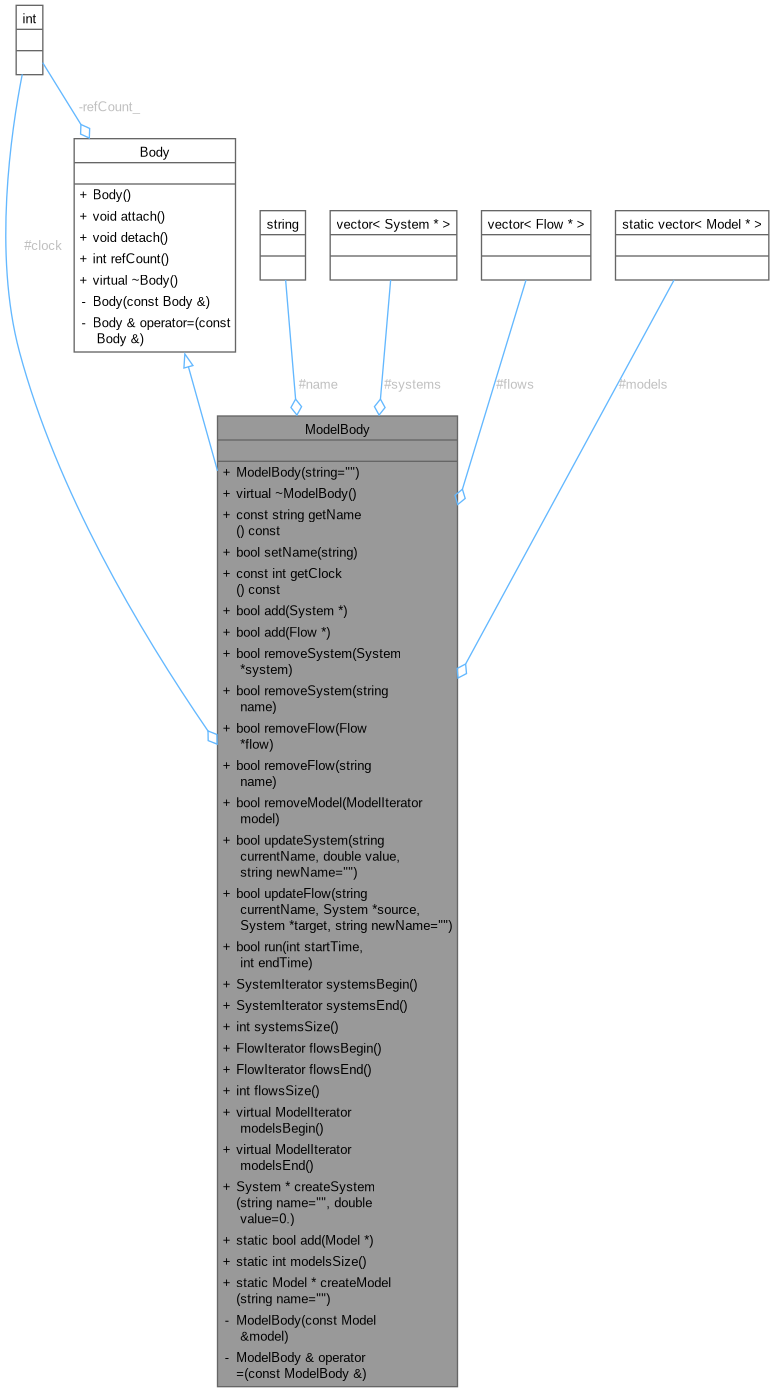 int
-refCount_
Body
+ Body()
+ void attach()
+ void detach()
+ int refCount()
+ virtual ~Body()
- Body(const Body &)
- Body & operator=(const
Body &)
#clock
string
vector< System * >
vector< Flow * >
static vector< Model * >
#name
#systems
#flows
#models
ModelBody
+ ModelBody(string="")
+ virtual ~ModelBody()
+ const string getName
() const
+ bool setName(string)
+ const int getClock
() const
+ bool add(System *)
+ bool add(Flow *)
+ bool removeSystem(System
*system)
+ bool removeSystem(string
name)
+ bool removeFlow(Flow
*flow)
+ bool removeFlow(string
name)
+ bool removeModel(ModelIterator
model)
+ bool updateSystem(string
currentName, double value,
string newName="")
+ bool updateFlow(string
currentName, System *source,
System *target, string newName="")
+ bool run(int startTime,
int endTime)
+ SystemIterator systemsBegin()
+ SystemIterator systemsEnd()
+ int systemsSize()
+ FlowIterator flowsBegin()
+ FlowIterator flowsEnd()
+ int flowsSize()
+ virtual ModelIterator
modelsBegin()
+ virtual ModelIterator
modelsEnd()
+ System * createSystem
(string name="", double
value=0.)
+ static bool add(Model *)
+ static int modelsSize()
+ static Model * createModel
(string name="")
- ModelBody(const Model
&model)
- ModelBody & operator
=(const ModelBody &)